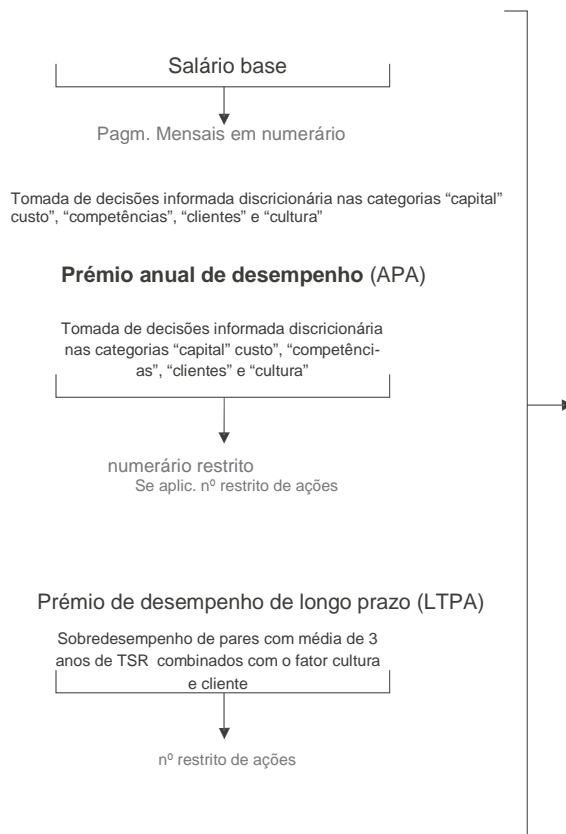 Salário base
Pagm. Mensais em numerário
Tomada de decisões informada discricionária nas categorias “capital”
custo”, “competências”, “clientes” e “cultura”
Prémio anual de desempenho (APA)
Tomada de decisões informada discricionária
nas categorias “capital” custo”, “competênci-
as”, “clientes” e “cultura”
numerário restrito
Se aplic. nº restrito de ações
Prémio de desempenho de longo prazo (LTPA)
Sobredesempenho de pares com média de 3
anos de TSR combinados com o fator cultura
e cliente
nº restrito de ações